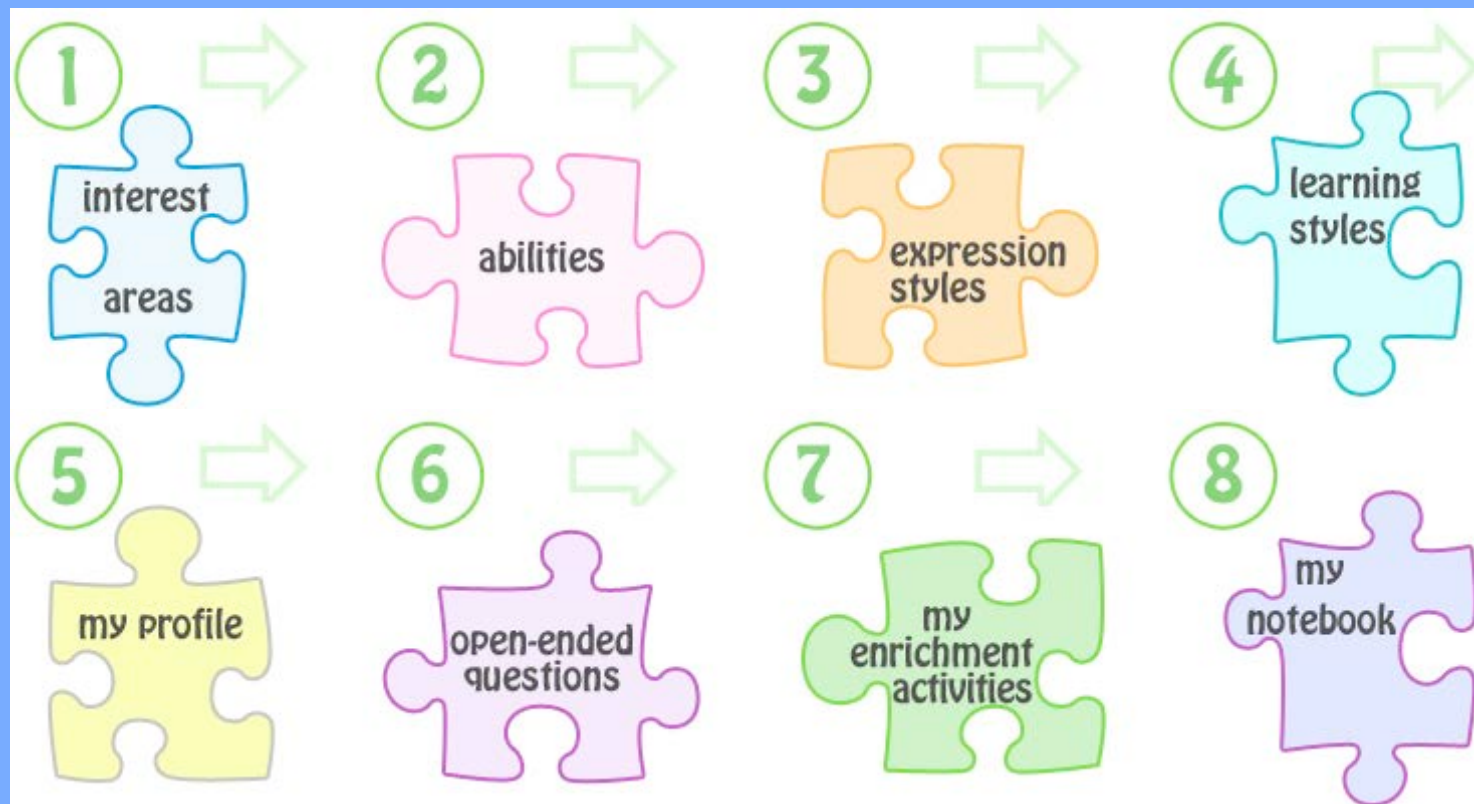 1
2
3
4
interest
areas
abilities
expression
styles
learning
styles
5
6
7
8
my profile
open-ended
questions
my
enrichment
activities
my
notebook